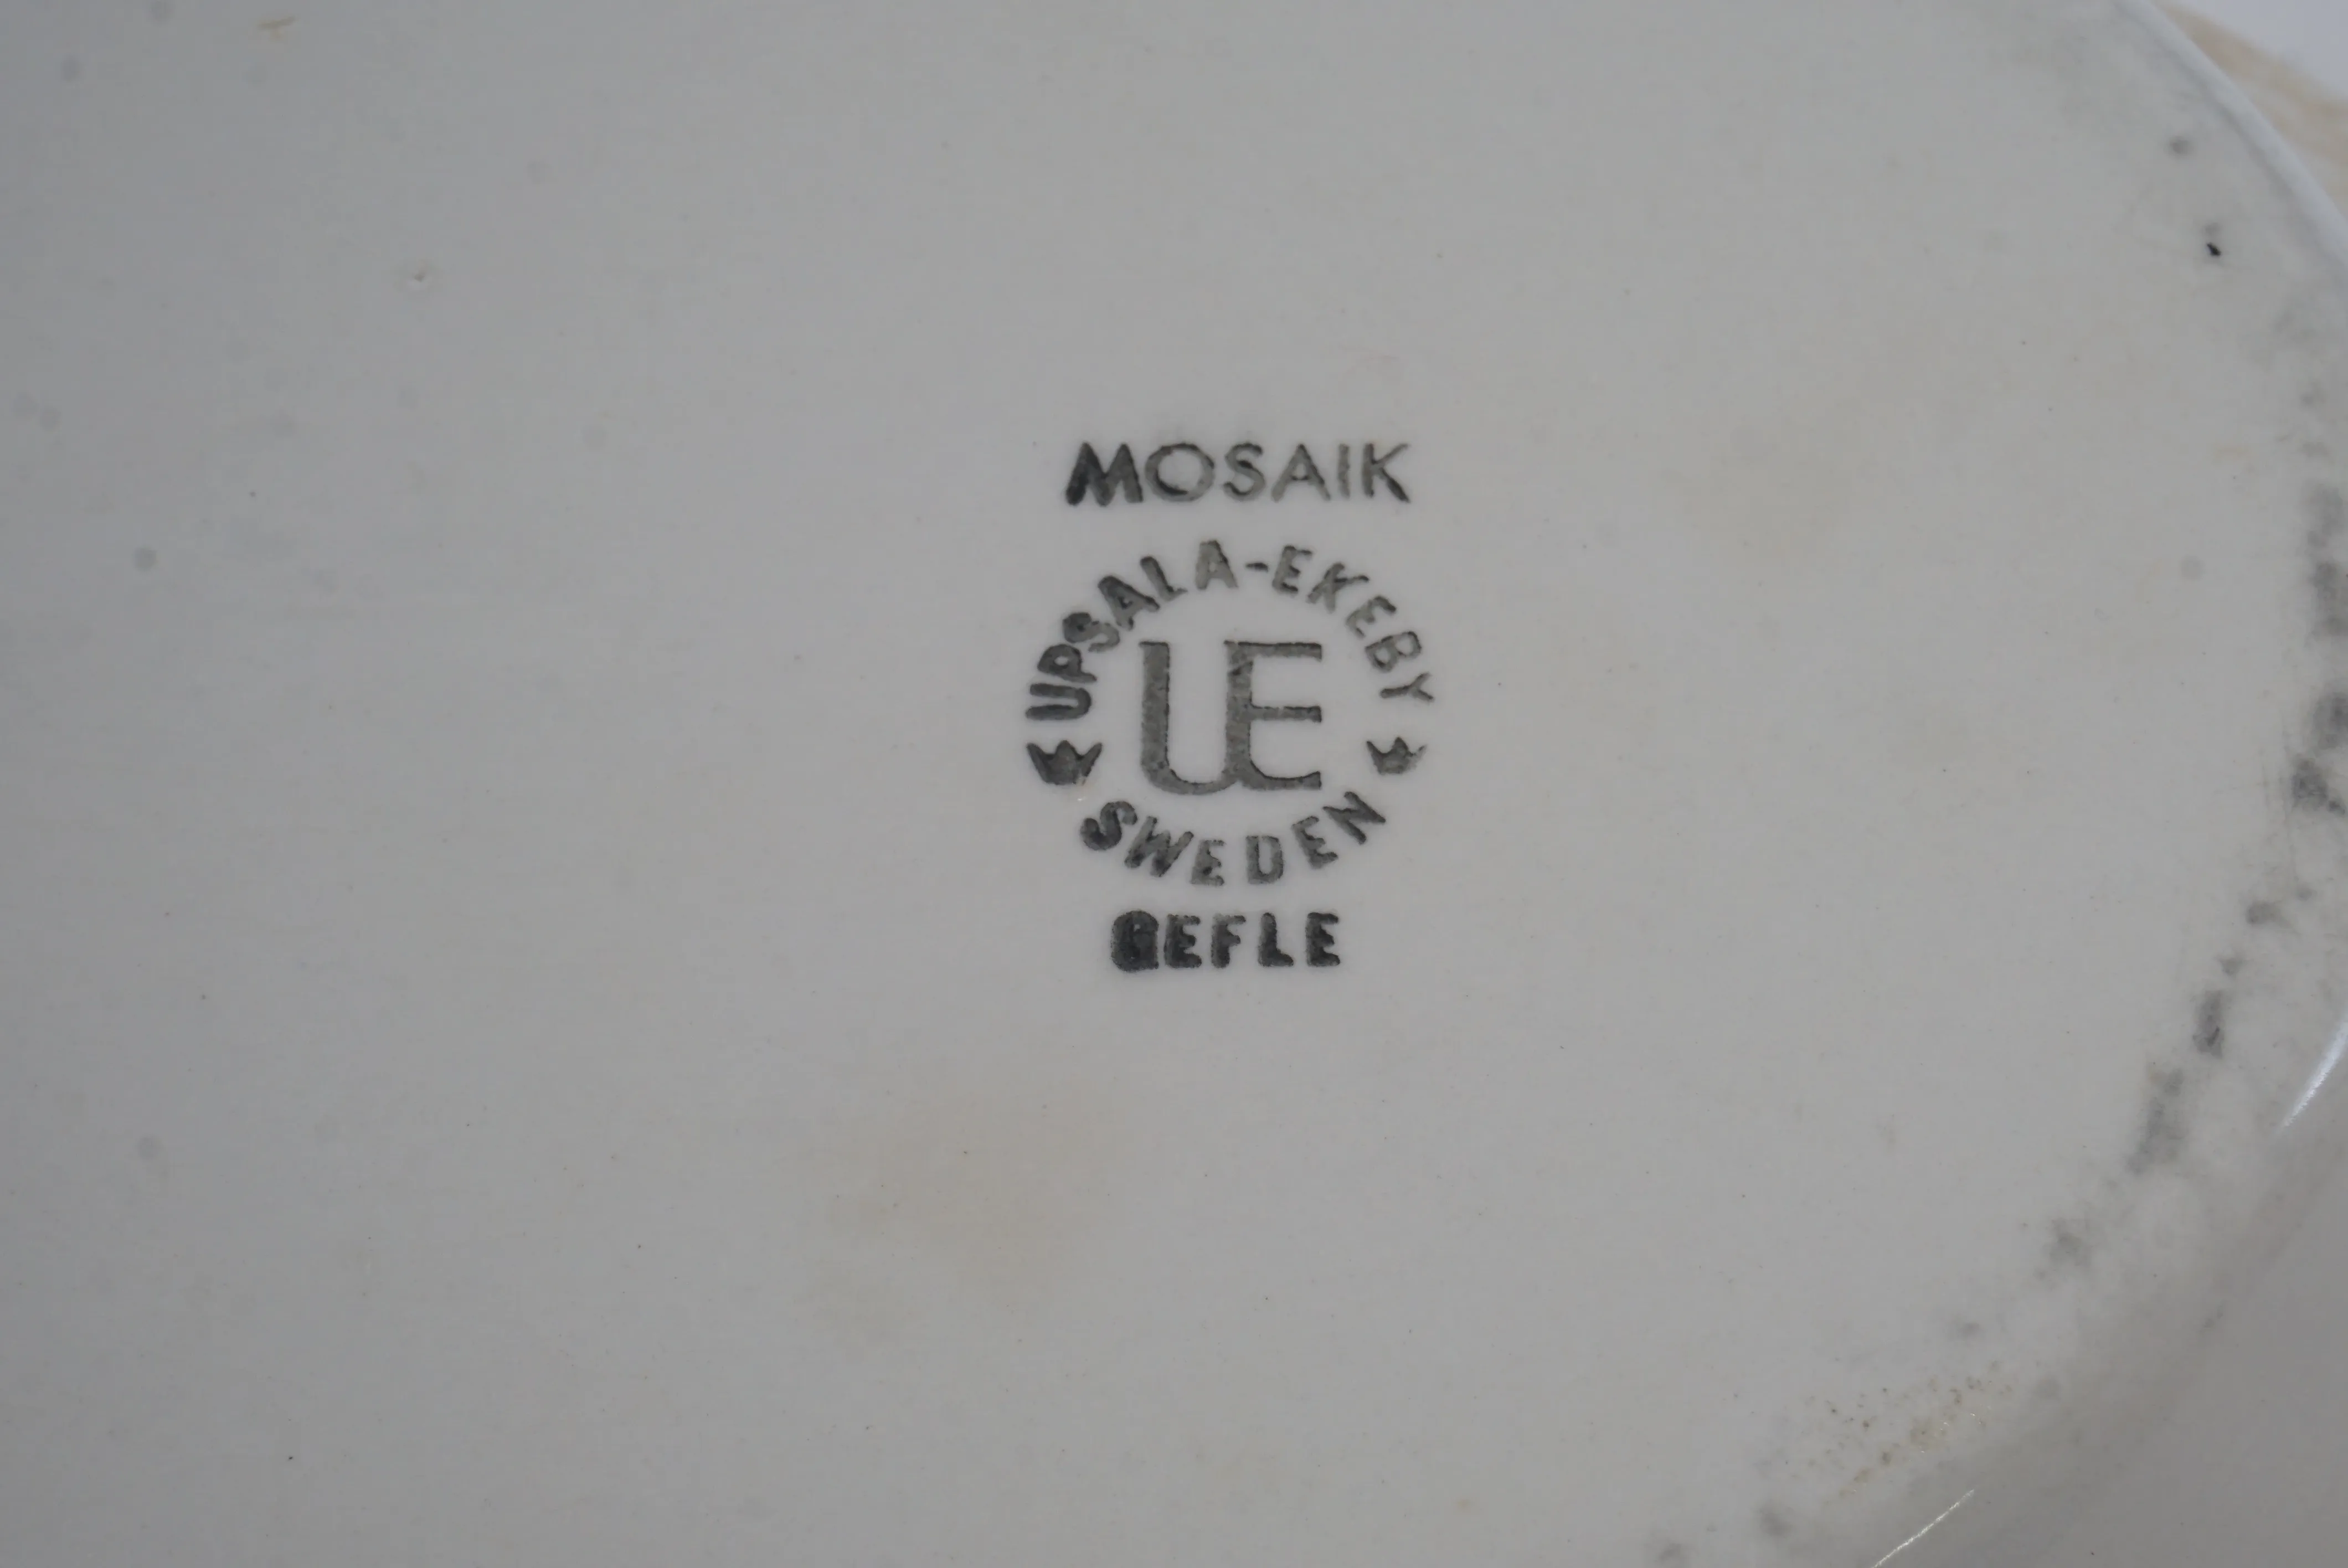 MOSAIK
UPSALA-EKEBY
UE
SWEDEN
GEFLE